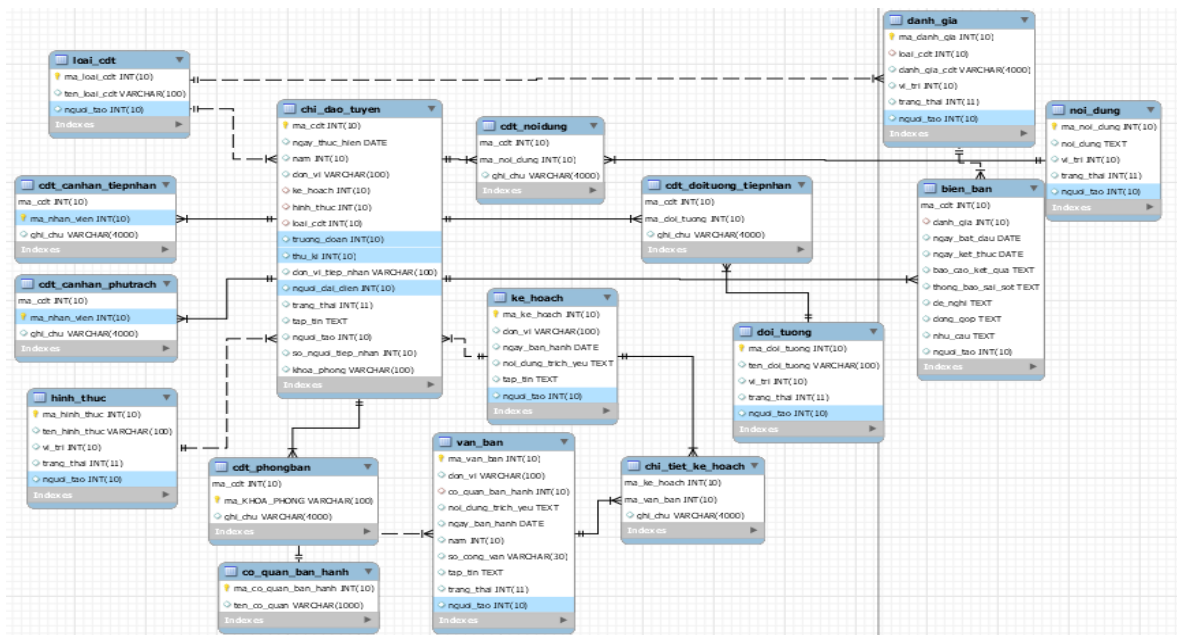 loai_cdt
ma_loai_cdt INT(10)
ten_loai_cdt VARCHAR(100)
nguoi_tao INT(10)
Indexes
chi_dao_tuyen
ma_cdt INT(10)
ngay_thuc_hien DATE
nam INT(10)
don_vi VARCHAR(100)
ke_hoach INT(10)
hinh_thuc INT(10)
loai_cdt INT(10)
truong_doan INT(10)
thu_ki INT(10)
don_vi_tiep_nhan VARCHAR(100)
nguoi_dai_dien INT(10)
trang_thai INT(11)
tap_tin TEXT
nguoi_tao INT(10)
so_nguoi_tiep_nhan INT(10)
khoa_phong VARCHAR(100)
Indexes
cdt_noidung
ma_cdt INT(10)
ma_noi_dung INT(10)
ghi_chu VARCHAR(4000)
Indexes
danh_gia
ma_danh_gia INT(10)
loai_cdt INT(10)
danh_gia_cdt VARCHAR(4000)
vi_tri INT(10)
trang_thai INT(11)
nguoi_tao INT(10)
Indexes
noi_dung
ma_noi_dung INT(10)
noi_dung TEXT
vi_tri INT(10)
trang_thai INT(11)
nguoi_tao INT(10)
Indexes
cdt_canhan_tiepnhan
ma_cdt INT(10)
ma_nhan_vien INT(10)
ghi_chu VARCHAR(4000)
Indexes
cdt_doituong_tiepnhan
ma_cdt INT(10)
ma_doi_tuong INT(10)
ghi_chu VARCHAR(4000)
Indexes
bien_ban
ma_cdt INT(10)
danh_gia INT(10)
ngay_bat_dau DATE
ngay_ket_thuc DATE
bao_cao_ket_qua TEXT
thong_bao_sai_sot TEXT
de_nghi TEXT
dong_gop TEXT
nhu_cau TEXT
nguoi_tao INT(10)
Indexes
cdt_canhan_phutrach
ma_cdt INT(10)
ma_nhan_vien INT(10)
ghi_chu VARCHAR(4000)
Indexes
ke_hoach
ma_ke_hoach INT(10)
don_vi VARCHAR(100)
ngay_ban_hanh DATE
noi_dung_trich_yeu TEXT
tap_tin TEXT
nguoi_tao INT(10)
Indexes
doi_tuong
ma_doi_tuong INT(10)
ten_doi_tuong VARCHAR(100)
vi_tri INT(10)
trang_thai INT(11)
nguoi_tao INT(10)
Indexes
hinh_thuc
ma_hinh_thuc INT(10)
ten_hinh_thuc VARCHAR(100)
vi_tri INT(10)
trang_thai INT(11)
nguoi_tao INT(10)
Indexes
cdt_phongban
ma_cdt INT(10)
ma_KHOA_PHONG VARCHAR(100)
ghi_chu VARCHAR(4000)
Indexes
van_ban
ma_van_ban INT(10)
don_vi VARCHAR(100)
co_quan_ban_hanh INT(10)
noi_dung_trich_yeu TEXT
ngay_ban_hanh DATE
nam INT(10)
so_cong_van VARCHAR(30)
tap_tin TEXT
trang_thai INT(11)
nguoi_tao INT(10)
Indexes
chi_tiet_ke_hoach
ma_ke_hoach INT(10)
ma_van_ban INT(10)
ghi_chu VARCHAR(4000)
Indexes
co_quan_ban_hanh
ma_co_quan_ban_hanh INT(10)
ten_co_quan VARCHAR(1000)
Indexes